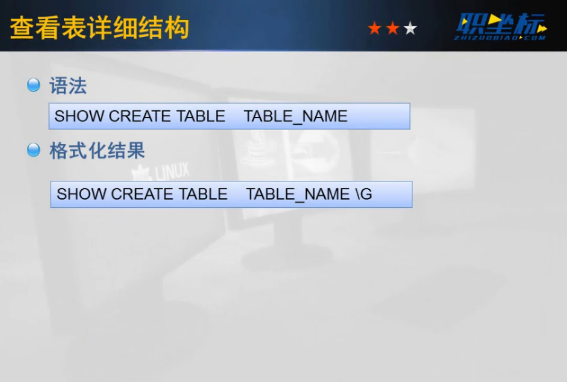 查看表详细结构
职坐标
ZHIZUOBIAO.COM
语法
SHOW CREATE TABLE TABLE_NAME
格式化结果
SHOW CREATE TABLE TABLE_NAME \G
LINUX